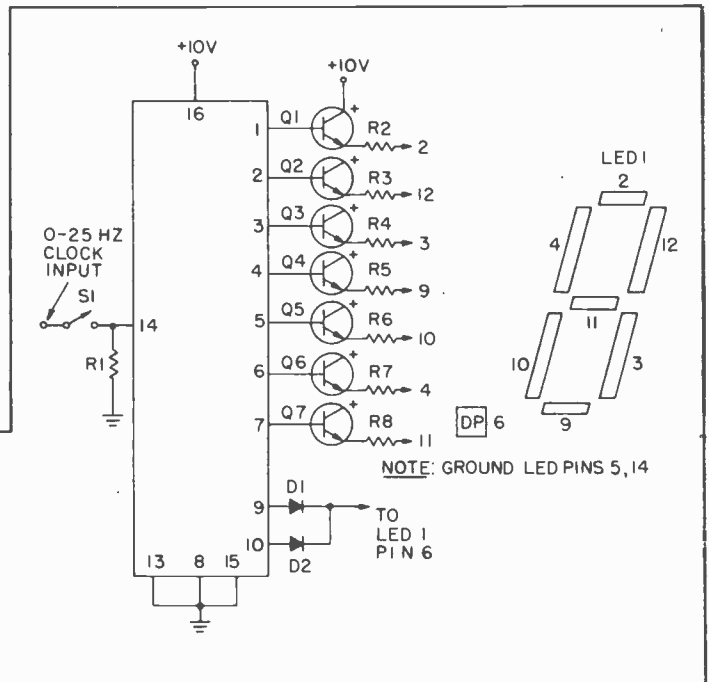 +10V
+10V
16
1 Q1 + R2 2
2 Q2 + R3 12
3 Q3 + R4 3
4 Q4 + R5 9
5 Q5 + R6 10
6 Q6 + R7 4
7 Q7 + R8 11
0-25 HZ
CLOCK
INPUT
S1
14
R1
9 D1
10 D2
TO
LED 1
PIN 6
13 8 15
LED 1
2
4 12
11
10 3
9
DP 6
NOTE: GROUND LED PINS 5,14